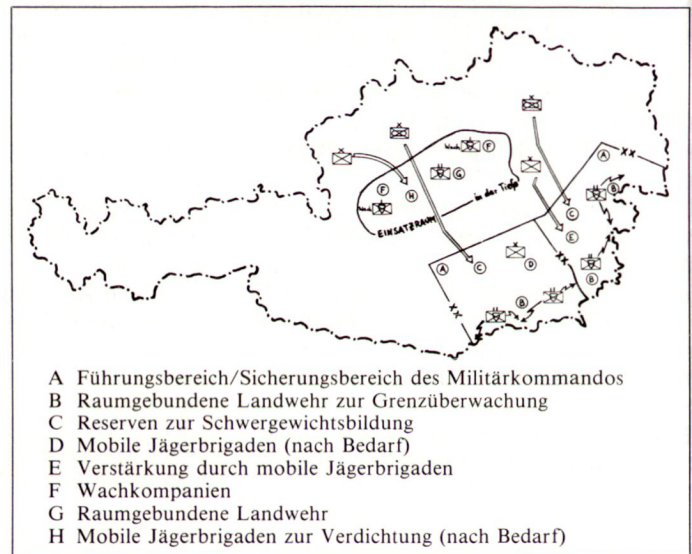 Wach F
G
F
H
Wach
in der Tiefe
EINSATZRAUM
A
XX
B
C
E
XX
A
C
D
B
B
XX
A Führungsbereich/Sicherungsbereich des Militärkommandos
B Raumgebundene Landwehr zur Grenzüberwachung
C Reserven zur Schwergewichtsbildung
D Mobile Jägerbrigaden (nach Bedarf)
E Verstärkung durch mobile Jägerbrigaden
F Wachkompanien
G Raumgebundene Landwehr
H Mobile Jägerbrigaden zur Verdichtung (nach Bedarf)